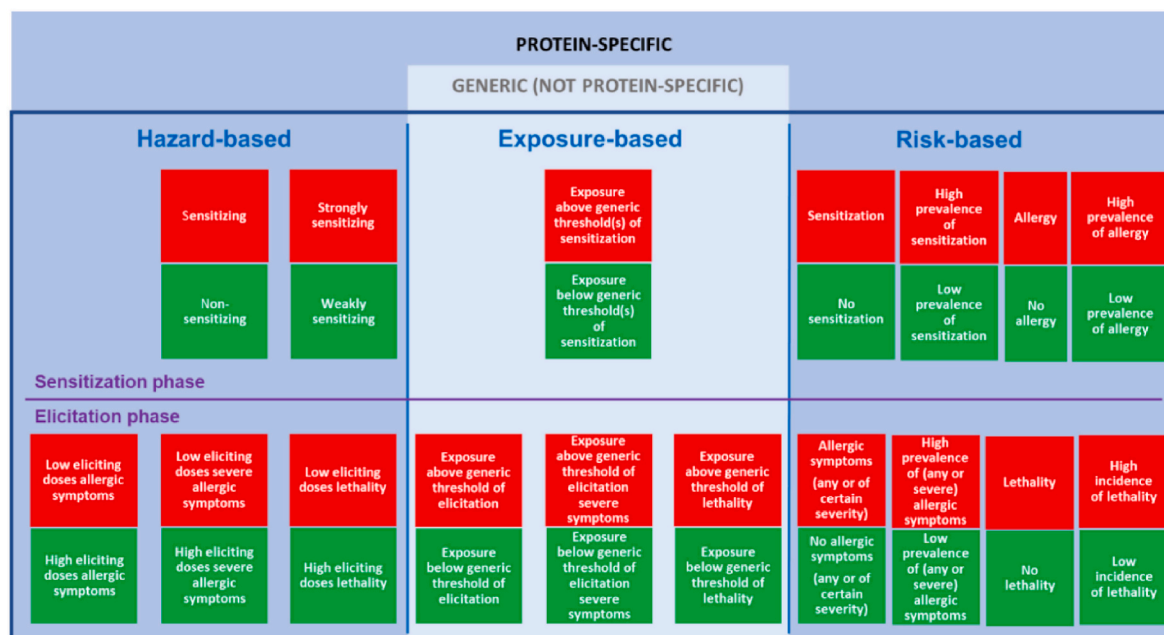 PROTEIN-SPECIFIC
GENERIC (NOT PROTEIN-SPECIFIC)
Hazard-based
Exposure-based
Risk-based
Sensitizing
Strongly
sensitizing
Exposure
above generic
threshold(s) of
sensitization
Sensitization
High
prevalence
of
sensitization
Allergy
High
prevalence
of allergy
Non-
sensitizing
Weakly
sensitizing
Exposure
below generic
threshold(s)
of
sensitization
No
sensitization
Low
prevalence
of
sensitization
No
allergy
Low
prevalence
of allergy
Sensitization phase
Elicitation phase
Low eliciting
doses allergic
symptoms
Low eliciting
doses severe
allergic
symptoms
Low eliciting
doses lethality
Exposure
above generic
threshold of
elicitation
Exposure
above generic
threshold of
elicitation
severe
symptoms
Exposure
above generic
threshold of
lethality
Allergic
symptoms
(any or of
certain
severity)
High
prevalence
of (any or
severe)
allergic
symptoms
Lethality
High
incidence
of lethality
High eliciting
doses allergic
symptoms
High eliciting
doses severe
allergic
symptoms
High eliciting
doses lethality
Exposure
below generic
threshold of
elicitation
Exposure
below generic
threshold of
elicitation
severe
symptoms
Exposure
below generic
threshold of
lethality
No allergic
symptoms
(any or of
certain
severity)
Low
prevalence
of (any or
severe)
allergic
symptoms
No
lethality
Low
incidence
of lethality